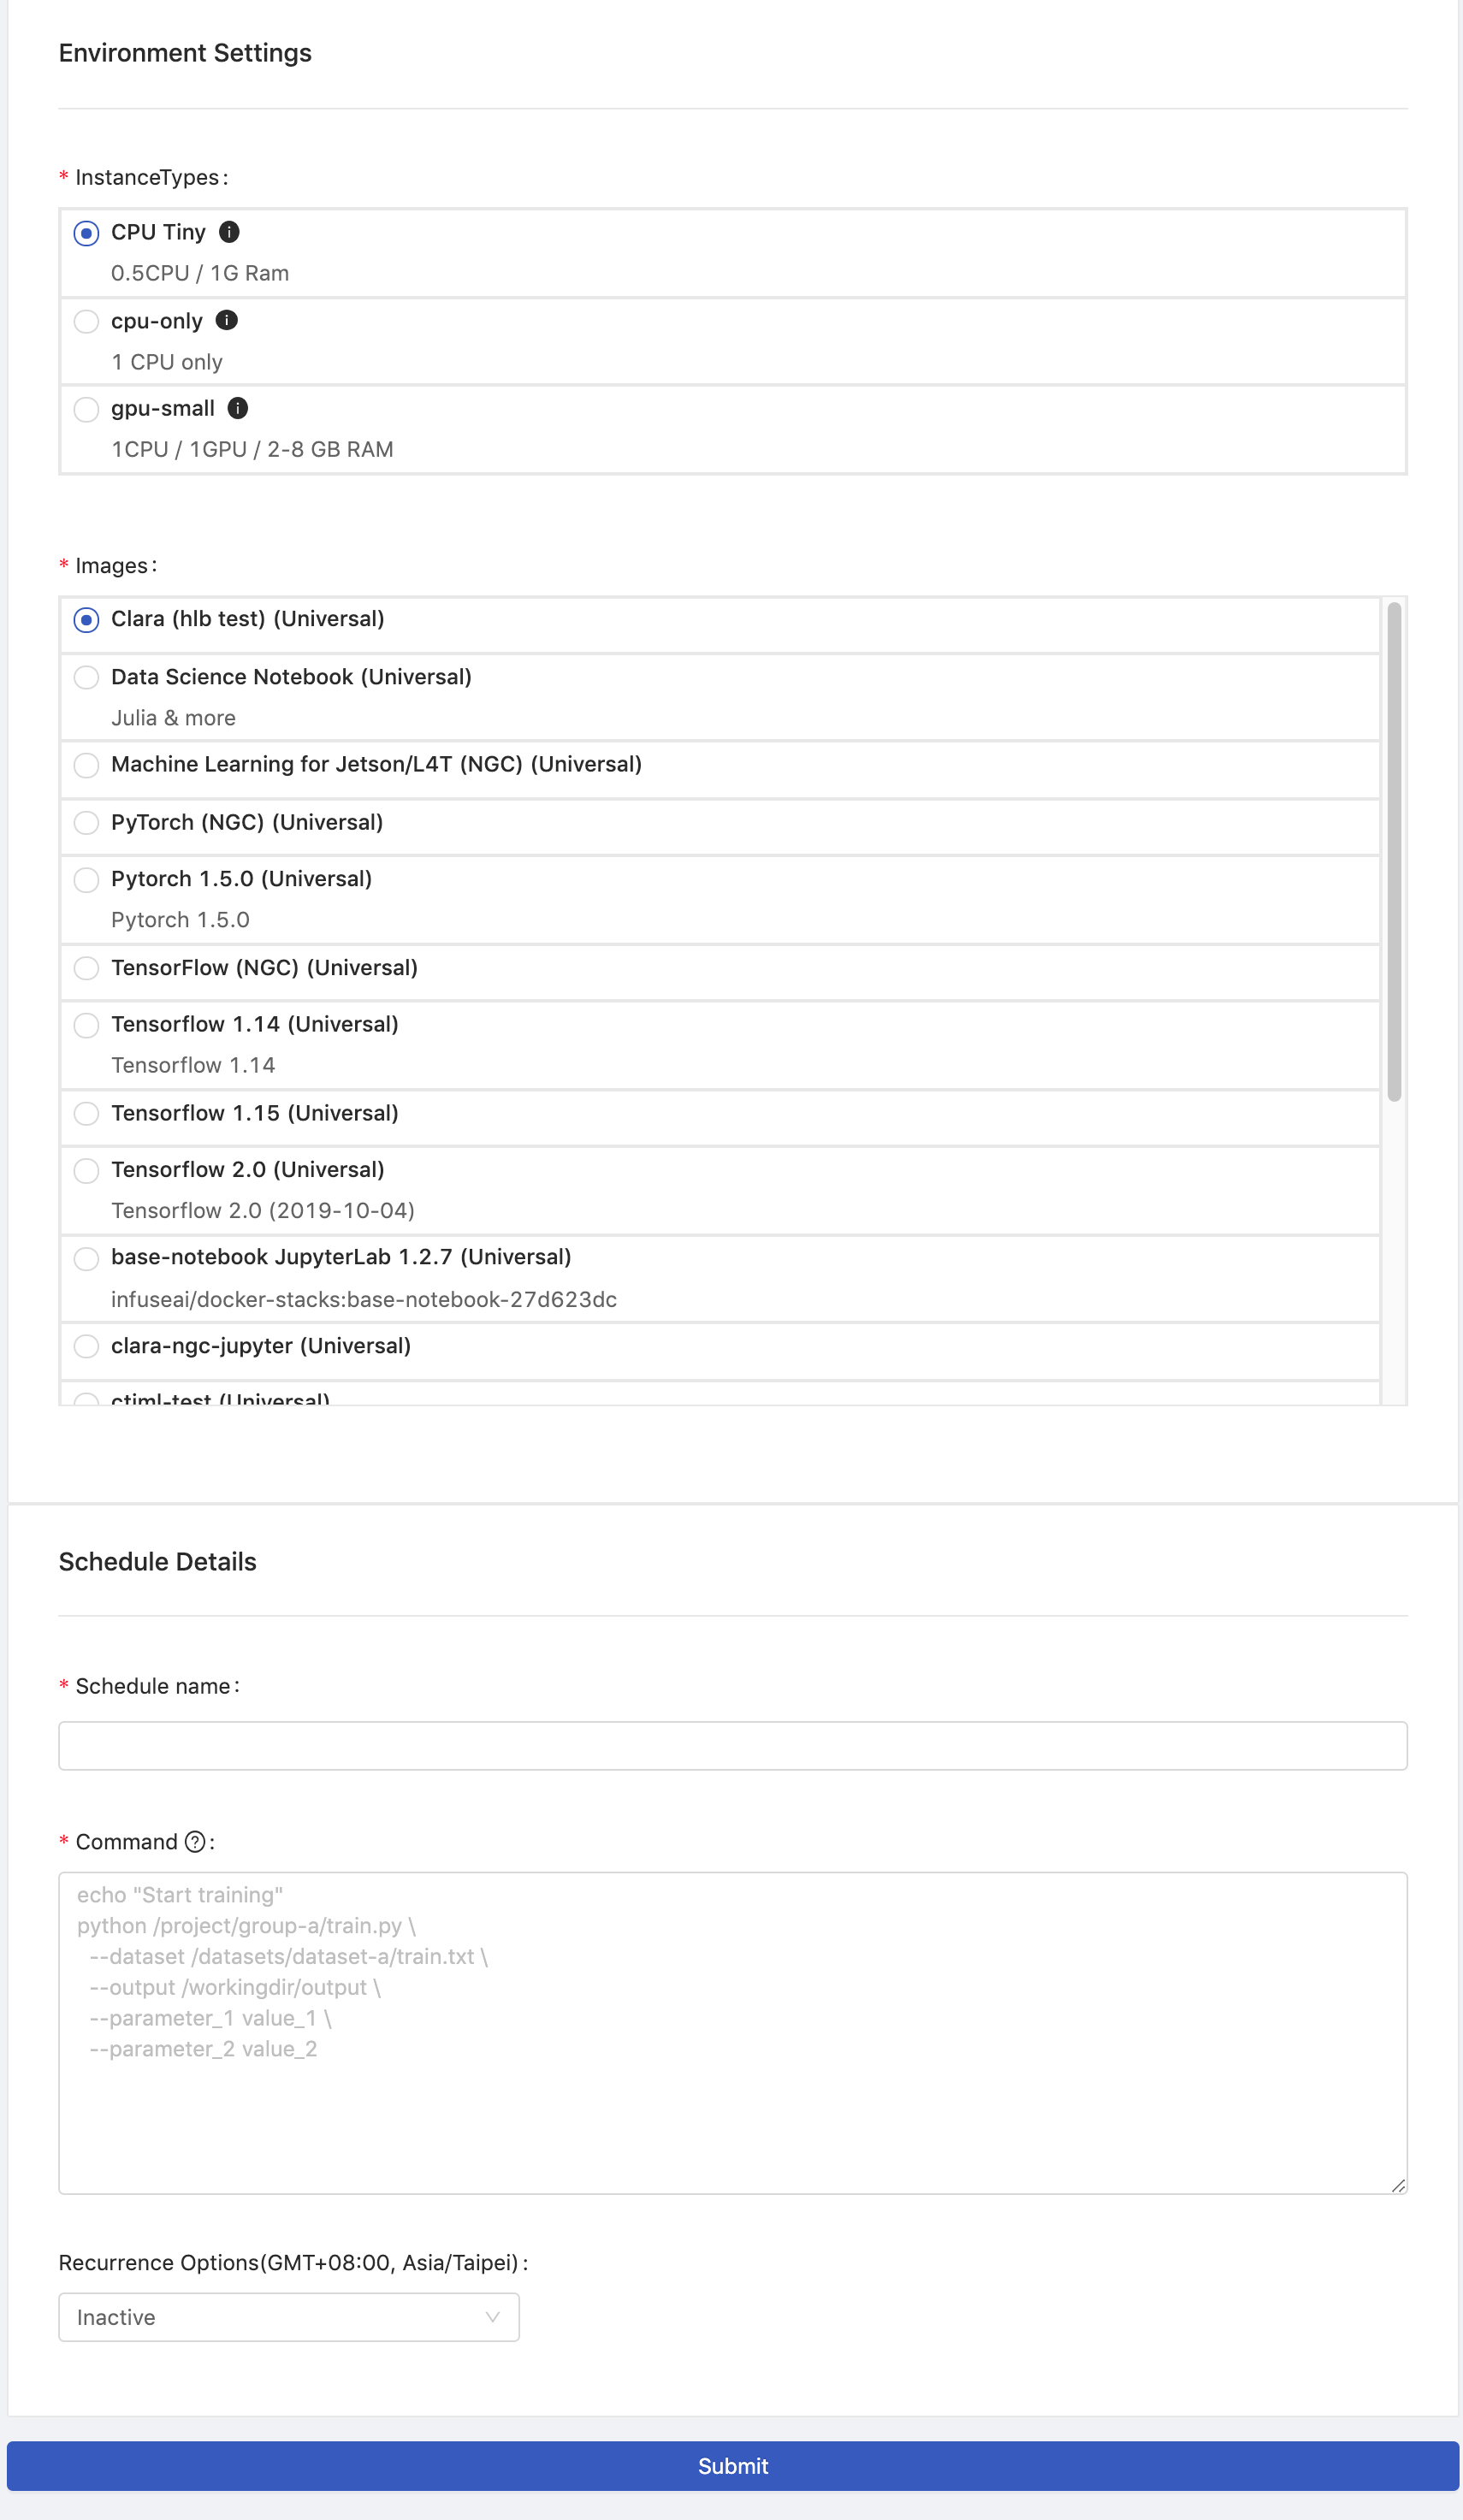 Environment Settings
* InstanceTypes:
CPU Tiny
0.5CPU / 1G Ram
cpu-only
1 CPU only
gpu-small
1CPU / 1GPU / 2-8 GB RAM
* Images:
Clara (hlb test) (Universal)
Data Science Notebook (Universal)
Julia & more
Machine Learning for Jetson/L4T (NGC) (Universal)
PyTorch (NGC) (Universal)
Pytorch 1.5.0 (Universal)
Pytorch 1.5.0
TensorFlow (NGC) (Universal)
Tensorflow 1.14 (Universal)
Tensorflow 1.14
Tensorflow 1.15 (Universal)
Tensorflow 2.0 (Universal)
Tensorflow 2.0 (2019-10-04)
base-notebook JupyterLab 1.2.7 (Universal)
infuseai/docker-stacks:base-notebook-27d623dc
clara-ngc-jupyter (Universal)
ctiml-test (Universal)
Schedule Details
* Schedule name:
* Command ?:
echo "Start training"
python /project/group-a/train.py \
--dataset /datasets/dataset-a/train.txt \
--output /workingdir/output \
--parameter_1 value_1 \
--parameter_2 value_2
Recurrence Options(GMT+08:00, Asia/Taipei):
Inactive
Submit